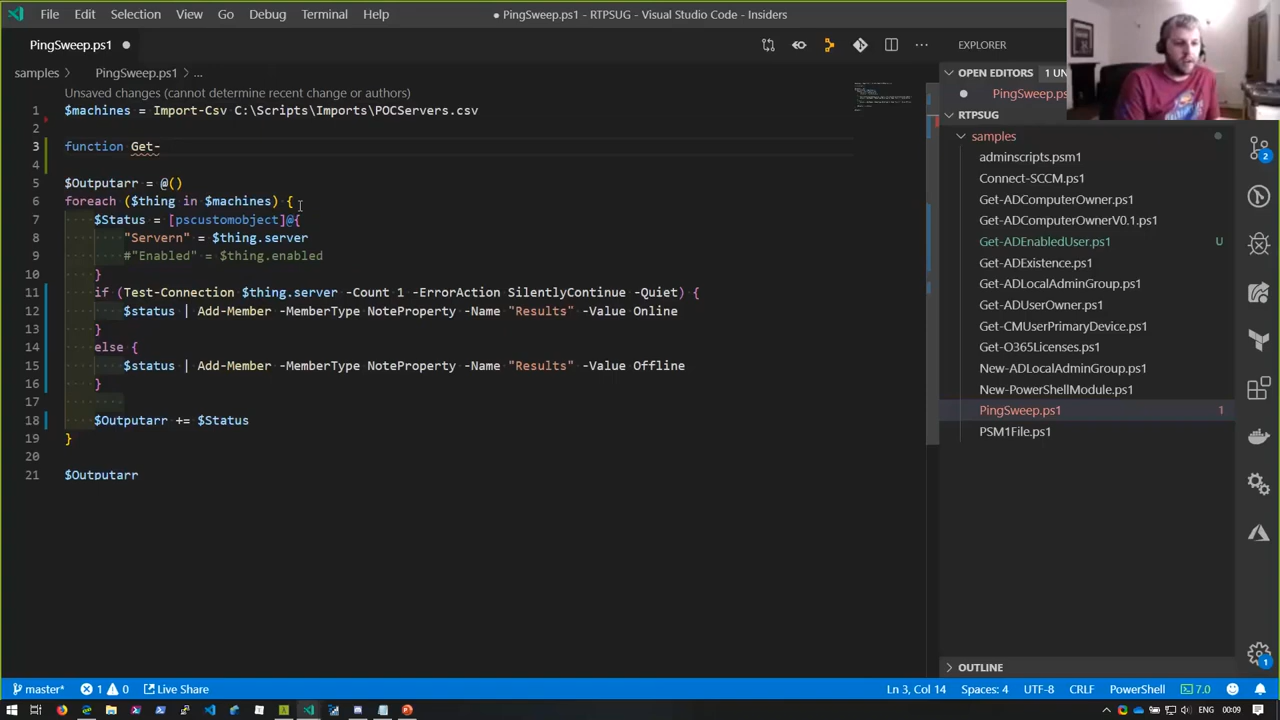 File Edit Selection View Go Debug Terminal Help
● PingSweep.ps1 - RTPSUG - Visual Studio Code - Insiders
PingSweep.ps1 ●
EXPLORER
samples > PingSweep.ps1 > ...
OPEN EDITORS 1 UN
PingSweep.ps
Unsaved changes (cannot determine recent change or authors)
1 $machines = Import-Csv C:\Scripts\Imports\POCServers.csv
2
3 function Get-
4
5 $Outputarr = @()
6 foreach ($thing in $machines) {
7 $Status = [pscustomobject]@{
8 "Servern" = $thing.server
9 #"Enabled" = $thing.enabled
10 }
11 if (Test-Connection $thing.server -Count 1 -ErrorAction SilentlyContinue -Quiet) {
12 $status | Add-Member -MemberType NoteProperty -Name "Results" -Value Online
13 }
14 else {
15 $status | Add-Member -MemberType NoteProperty -Name "Results" -Value Offline
16 }
17
18 $Outputarr += $Status
19 }
20
21 $Outputarr
RTPSUG
samples
adminscripts.psm1
Connect-SCCM.ps1
Get-ADComputerOwner.ps1
Get-ADComputerOwnerV0.1.ps1
Get-ADEnabledUser.ps1 U
Get-ADExistence.ps1
Get-ADLocalAdminGroup.ps1
Get-ADUserOwner.ps1
Get-CMUserPrimaryDevice.ps1
Get-O365Licenses.ps1
New-ADLocalAdminGroup.ps1
New-PowerShellModule.ps1
PingSweep.ps1 1
PSM1File.ps1
2
OUTLINE
1
master* 1 0 Live Share
Ln 3, Col 14 Spaces: 4 UTF-8 CRLF PowerShell 7.0 1
ENG 00:09